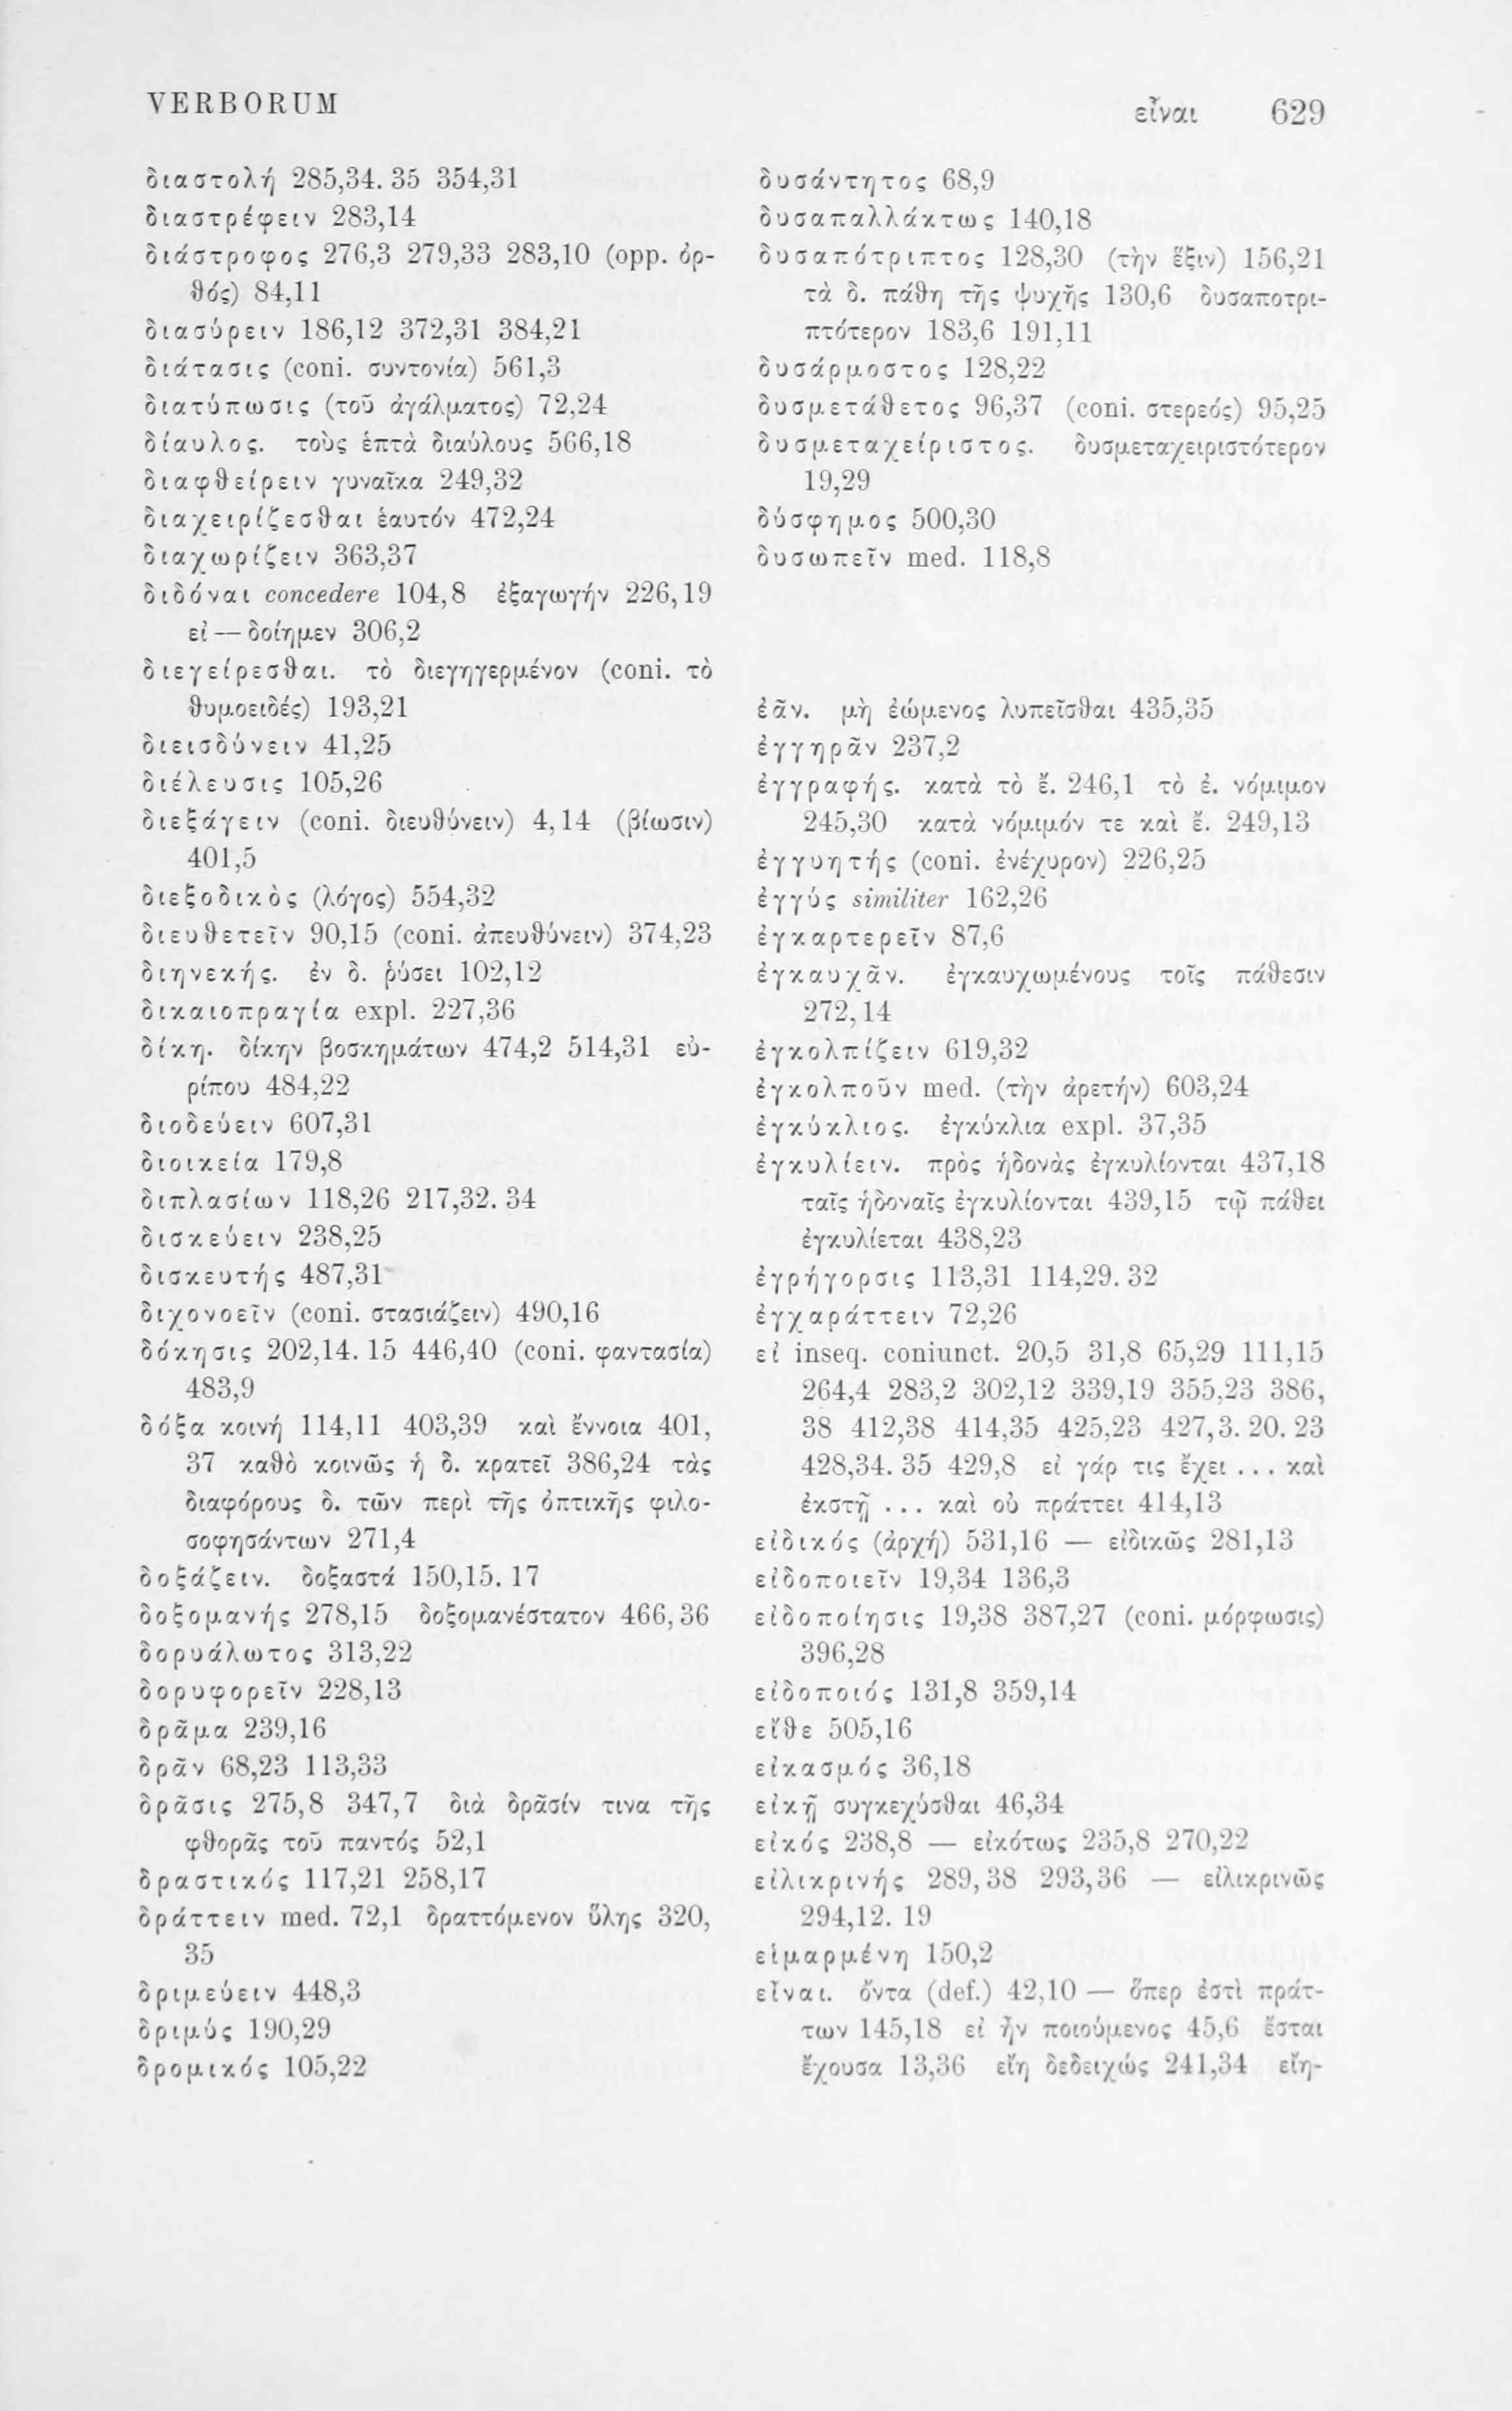 VERBORUM
εἶναι 629
διαστολή 285,34. 35 354,31
διαστρέφειν 283,14
διάστροφος 276,3 279,33 283,10 (opp. ὀρ-
θός) 84,11
διασύρειν 186,12 372,31 384,21
διάτασις (coni. συντονία) 561,3
διατύπωσις (τοῦ ἀγάλματος) 72,24
δίαυλος. τοὺς ἑπτὰ διαύλους 566,18
διαφθείρειν γυναῖκα 249,32
διαχειρίζεσθαι ἑαυτόν 472,24
διαχωρίζειν 363,37
διδόναι concedere 104,8 ἐξαγωγήν 226,19
εἰ — δοίημεν 306,2
διεγείρεσθαι. τὸ διεγηγερμένον (coni. τὸ
θυμοειδές) 193,21
διεισδύνειν 41,25
διέλευσις 105,26
διεξάγειν (coni. διευθύνειν) 4,14 (βίωσιν)
401,5
διεξοδικὸς (λόγος) 554,32
διευθετεῖν 90,15 (coni. ἀπευθύνειν) 374,23
διηνεκής. ἐν δ. ῥύσει 102,12
δικαιοπραγία expl. 227,36
δίκη. δίκην βοσκημάτων 474,2 514,31 εὐ-
ρίπου 484,22
διοδεύειν 607,31
διοικεία 179,8
διπλασίων 118,26 217,32. 34
δισκεύειν 238,25
δισκευτής 487,31
διχονοεῖν (coni. στασιάζειν) 490,16
δόκησις 202,14. 15 446,40 (coni. φαντασία)
483,9
δόξα κοινή 114,11 403,39 καὶ ἔννοια 401,
37 καθὸ κοινῶς ἡ δ. κρατεῖ 386,24 τὰς
διαφόρους δ. τῶν περὶ τῆς ὀπτικῆς φιλο-
σοφησάντων 271,4
δοξάζειν. δοξαστά 150,15. 17
δοξομανής 278,15 δοξομανέστατον 466,36
δορυάλωτος 313,22
δορυφορεῖν 228,13
δρᾶμα 239,16
δρᾶν 68,23 113,33
δρᾶσις 275,8 347,7 διὰ δρᾶσίν τινα τῆς
φθορᾶς τοῦ παντός 52,1
δραστικός 117,21 258,17
δράττειν med. 72,1 δραττόμενον ὕλης 320,
35
δριμεύειν 448,3
δριμύς 190,29
δρομικός 105,22
δυσάντητος 68,9
δυσαπαλλάκτως 140,18
δυσαπότριπτος 128,30 (τὴν ἕξιν) 156,21
τὰ δ. πάθη τῆς ψυχῆς 130,6 δυσαποτρι-
πτότερον 183,6 191,11
δυσάρμοστος 128,22
δυσμετάθετος 96,37 (coni. στερεός) 95,25
δυσμεταχείριστος. δυσμεταχειριστότερον
19,29
δύσφημος 500,30
δυσωπεῖν med. 118,8
ἐᾶν. μὴ ἐώμενος λυπεῖσθαι 435,35
ἐγγηρᾶν 237,2
ἐγγραφής. κατὰ τὸ ἔ. 246,1 τὸ ἐ. νόμιμον
245,30 κατὰ νόμιμόν τε καὶ ἔ. 249,13
ἐγγυητής (coni. ἐνέχυρον) 226,25
ἐγγύς similiter 162,26
ἐγκαρτερεῖν 87,6
ἐγκαυχᾶν. ἐγκαυχωμένους τοῖς πάθεσιν
272,14
ἐγκολπίζειν 619,32
ἐγκολποῦν med. (τὴν ἀρετήν) 603,24
ἐγκύκλιος. ἐγκύκλια expl. 37,35
ἐγκυλίειν. πρὸς ἡδονὰς ἐγκυλίονται 437,18
ταῖς ἡδοναῖς ἐγκυλίονται 439,15 τῷ πάθει
ἐγκυλίεται 438,23
ἐγρήγορσις 113,31 114,29. 32
ἐγχαράττειν 72,26
εἰ inseq. coniunct. 20,5 31,8 65,29 111,15
264,4 283,2 302,12 339,19 355,23 386,
38 412,38 414,35 425,23 427,3. 20. 23
428,34. 35 429,8 εἰ γάρ τις ἔχει ... καὶ
ἐκστῇ ... καὶ οὐ πράττει 414,13
εἰδικός (ἀρχή) 531,16 — εἰδικῶς 281,13
εἰδοποιεῖν 19,34 136,3
εἰδοποίησις 19,38 387,27 (coni. μόρφωσις)
396,28
εἰδοποιός 131,8 359,14
εἴθε 505,16
εἰκασμός 36,18
εἰκῇ συγκεχύσθαι 46,34
εἰκός 238,8 — εἰκότως 235,8 270,22
εἰλικρινής 289,38 293,36 — εἰλικρινῶς
294,12. 19
εἱμαρμένη 150,2
εἶναι. ὄντα (def.) 42,10 — ὅπερ ἐστὶ πράτ-
των 145,18 εἰ ἦν ποιούμενος 45,6 ἔσται
ἔχουσα 13,36 εἴη δεδειχώς 241,34 εἴη-